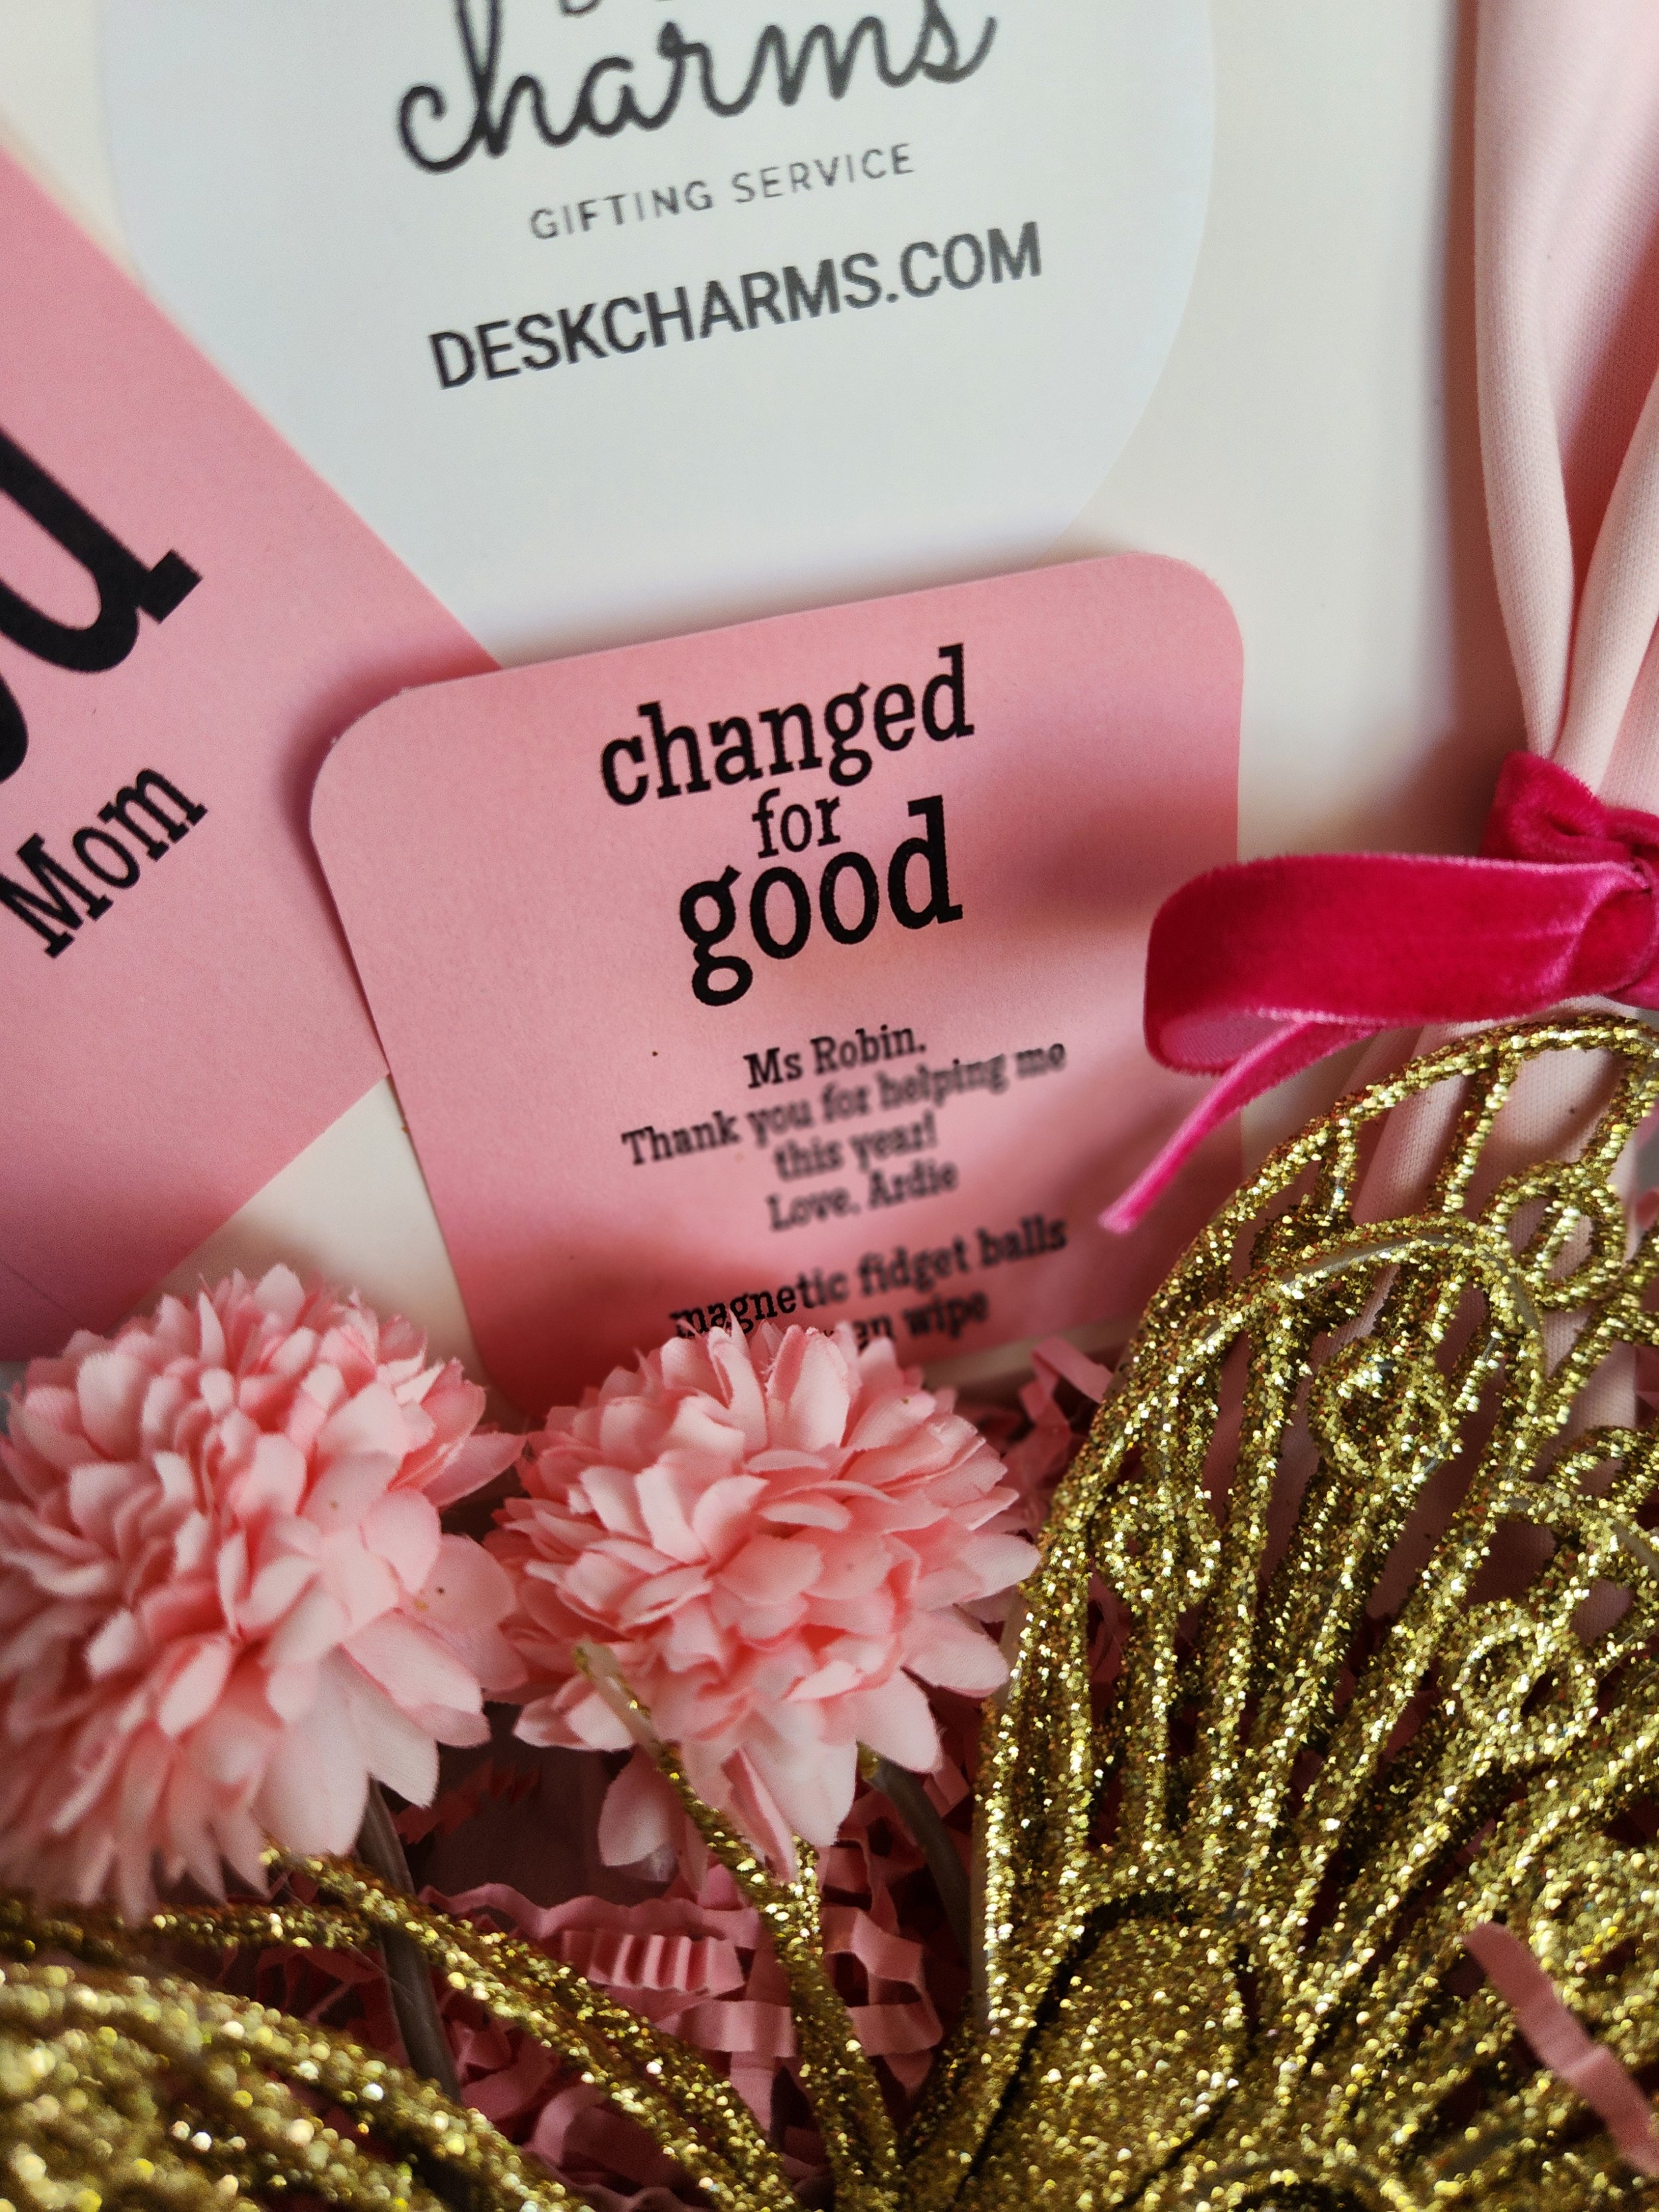 charms
GIFTING SERVICE
DESKCHARMS.COM
Mom
changed
for
good
Ms Robin.
Thank you for helping me
this year!
Love. Ardie
magnetic fidget balls
wipe